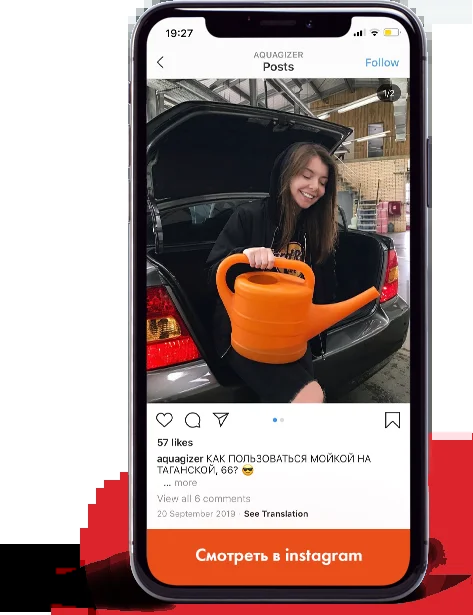 19:27
AQUAGIZER
Posts
Follow
1/2
57 likes
aquagizer КАК ПОЛЬЗОВАТЬСЯ МОЙКОЙ НА
ТАГАНСКОЙ, 66? 😎
... more
View all 6 comments
20 September 2019 · See Translation
Смотреть в instagram